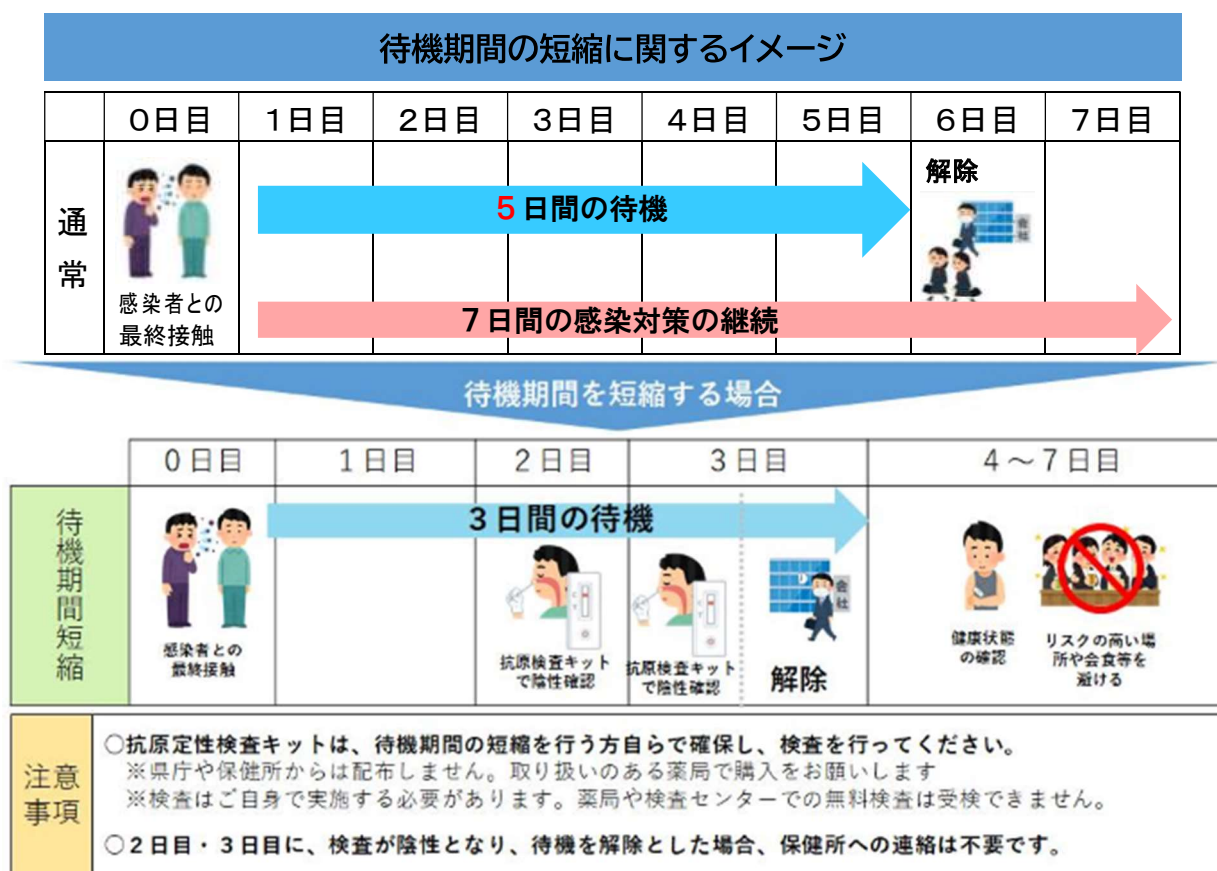 待機期間の短縮に関するイメージ
０日目 １日目 ２日目 ３日目 ４日目 ５日目 ６日目 ７日目
通常
感染者との
最終接触
５日間の待機
解除
会社
７日間の感染対策の継続
待機期間を短縮する場合
０日目 １日目 ２日目 ３日目 ４～７日目
待機期間短縮
３日間の待機
感染者との
最終接触
C
T
抗原検査キット
で陰性確認
C
T
抗原検査キット
で陰性確認
会社
解除
健康状態
の確認
リスクの高い場
所や会食等を
避ける
注意
事項
○抗原定性検査キットは、待機期間の短縮を行う方自らで確保し、検査を行ってください。
※県庁や保健所からは配布しません。取り扱いのある薬局で購入をお願いします
※検査はご自身で実施する必要があります。薬局や検査センターでの無料検査は受検できません。
○２日目・３日目に、検査が陰性となり、待機を解除とした場合、保健所への連絡は不要です。